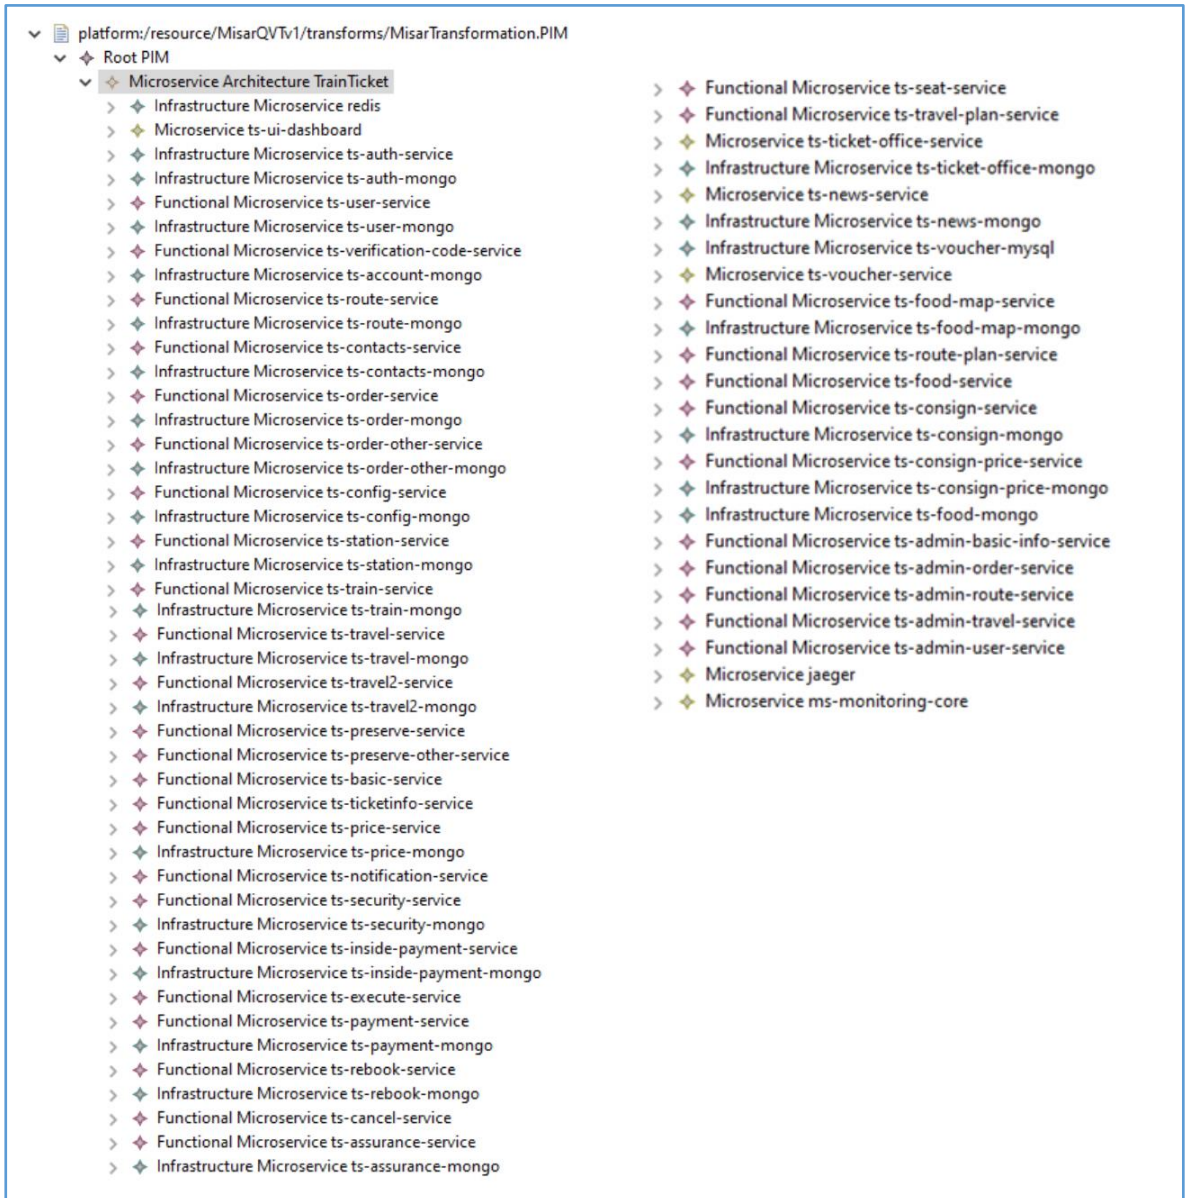 platform:/resource/MisarQVTv1/transforms/MisarTransformation.PIM
Root PIM
Microservice Architecture TrainTicket
Infrastructure Microservice redis
Microservice ts-ui-dashboard
Infrastructure Microservice ts-auth-service
Infrastructure Microservice ts-auth-mongo
Functional Microservice ts-user-service
Infrastructure Microservice ts-user-mongo
Functional Microservice ts-verification-code-service
Infrastructure Microservice ts-account-mongo
Functional Microservice ts-route-service
Infrastructure Microservice ts-route-mongo
Functional Microservice ts-contacts-service
Infrastructure Microservice ts-contacts-mongo
Functional Microservice ts-order-service
Infrastructure Microservice ts-order-mongo
Functional Microservice ts-order-other-service
Infrastructure Microservice ts-order-other-mongo
Functional Microservice ts-config-service
Infrastructure Microservice ts-config-mongo
Functional Microservice ts-station-service
Infrastructure Microservice ts-station-mongo
Functional Microservice ts-train-service
Infrastructure Microservice ts-train-mongo
Functional Microservice ts-travel-service
Infrastructure Microservice ts-travel-mongo
Functional Microservice ts-travel2-service
Infrastructure Microservice ts-travel2-mongo
Functional Microservice ts-preserve-service
Functional Microservice ts-preserve-other-service
Functional Microservice ts-basic-service
Functional Microservice ts-ticketinfo-service
Functional Microservice ts-price-service
Infrastructure Microservice ts-price-mongo
Functional Microservice ts-notification-service
Functional Microservice ts-security-service
Infrastructure Microservice ts-security-mongo
Functional Microservice ts-inside-payment-service
Infrastructure Microservice ts-inside-payment-mongo
Functional Microservice ts-execute-service
Functional Microservice ts-payment-service
Infrastructure Microservice ts-payment-mongo
Functional Microservice ts-rebook-service
Infrastructure Microservice ts-rebook-mongo
Functional Microservice ts-cancel-service
Functional Microservice ts-assurance-service
Infrastructure Microservice ts-assurance-mongo
Functional Microservice ts-seat-service
Functional Microservice ts-travel-plan-service
Microservice ts-ticket-office-service
Infrastructure Microservice ts-ticket-office-mongo
Microservice ts-news-service
Infrastructure Microservice ts-news-mongo
Infrastructure Microservice ts-voucher-mysql
Microservice ts-voucher-service
Functional Microservice ts-food-map-service
Infrastructure Microservice ts-food-map-mongo
Functional Microservice ts-route-plan-service
Functional Microservice ts-food-service
Functional Microservice ts-consign-service
Infrastructure Microservice ts-consign-mongo
Functional Microservice ts-consign-price-service
Infrastructure Microservice ts-consign-price-mongo
Infrastructure Microservice ts-food-mongo
Functional Microservice ts-admin-basic-info-service
Functional Microservice ts-admin-order-service
Functional Microservice ts-admin-route-service
Functional Microservice ts-admin-travel-service
Functional Microservice ts-admin-user-service
Microservice jaeger
Microservice ms-monitoring-core